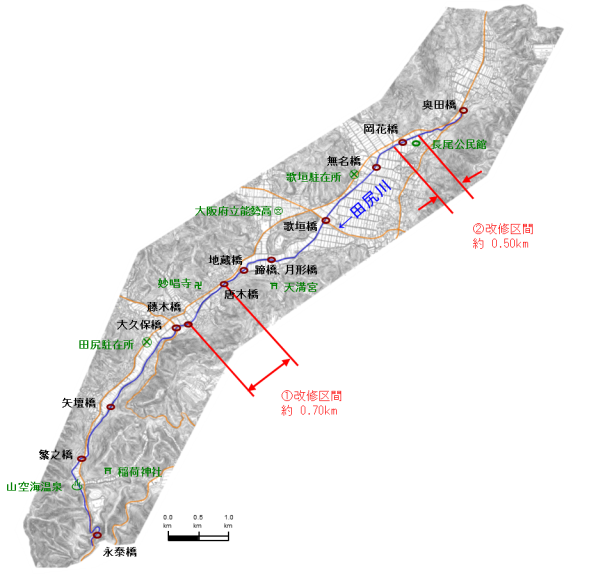 奥田橋
岡花橋
長尾公民館
無名橋
歌垣駐在所
←田尻川
大阪府立能勢高
歌垣橋
②改修区間
約 0.50km
地蔵橋
蹄橋、月形橋
妙唱寺卍
唐木橋
天満宮
藤木橋
大久保橋
田尻駐在所
①改修区間
約 0.70km
矢壇橋
繁之橋
稲荷神社
山空海温泉
永泰橋
0.0 0.5 1.0
km km km